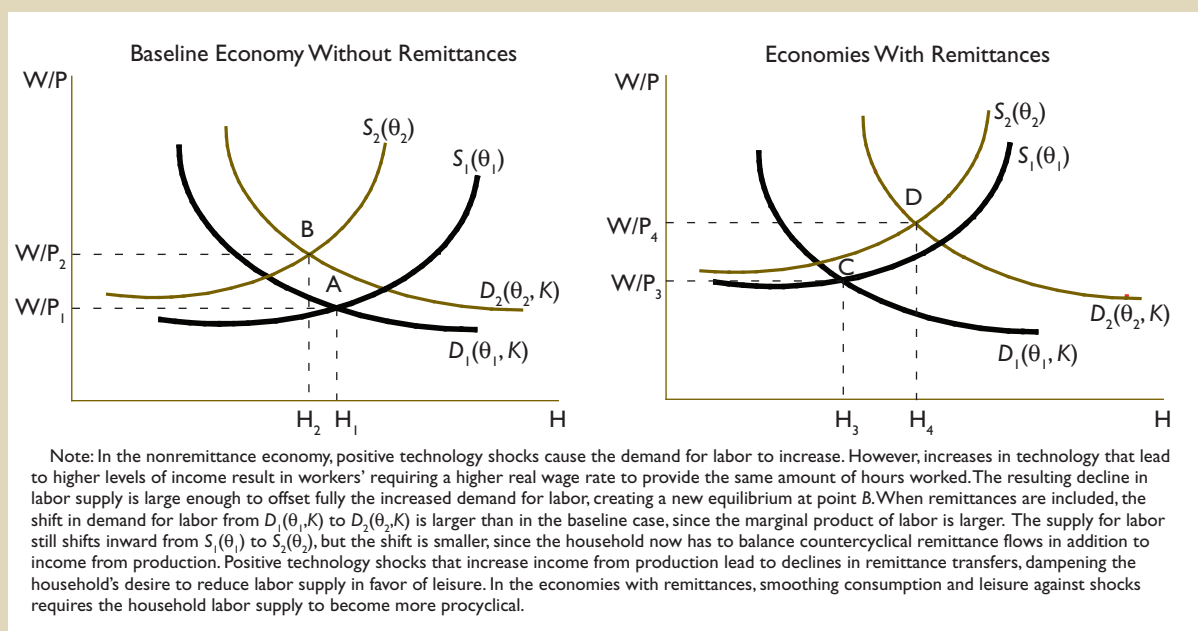 Baseline Economy Without Remittances
W/P
S₂(θ₂)
S₁(θ₁)
B
W/P₂
A
W/P₁
D₂(θ₂, K)
D₁(θ₁, K)
H₂ H₁ H
Economies With Remittances
W/P
S₂(θ₂)
S₁(θ₁)
D
W/P₄
C
W/P₃
D₂(θ₂, K)
D₁(θ₁, K)
H₃ H₄ H
Note: In the nonremittance economy, positive technology shocks cause the demand for labor to increase. However, increases in technology that lead
to higher levels of income result in workers' requiring a higher real wage rate to provide the same amount of hours worked. The resulting decline in
labor supply is large enough to offset fully the increased demand for labor, creating a new equilibrium at point B. When remittances are included, the
shift in demand for labor from D₁(θ₁,K) to D₂(θ₂,K) is larger than in the baseline case, since the marginal product of labor is larger. The supply for labor
still shifts inward from S₁(θ₁) to S₂(θ₂), but the shift is smaller, since the household now has to balance countercyclical remittance flows in addition to
income from production. Positive technology shocks that increase income from production lead to declines in remittance transfers, dampening the
household's desire to reduce labor supply in favor of leisure. In the economies with remittances, smoothing consumption and leisure against shocks
requires the household labor supply to become more procyclical.